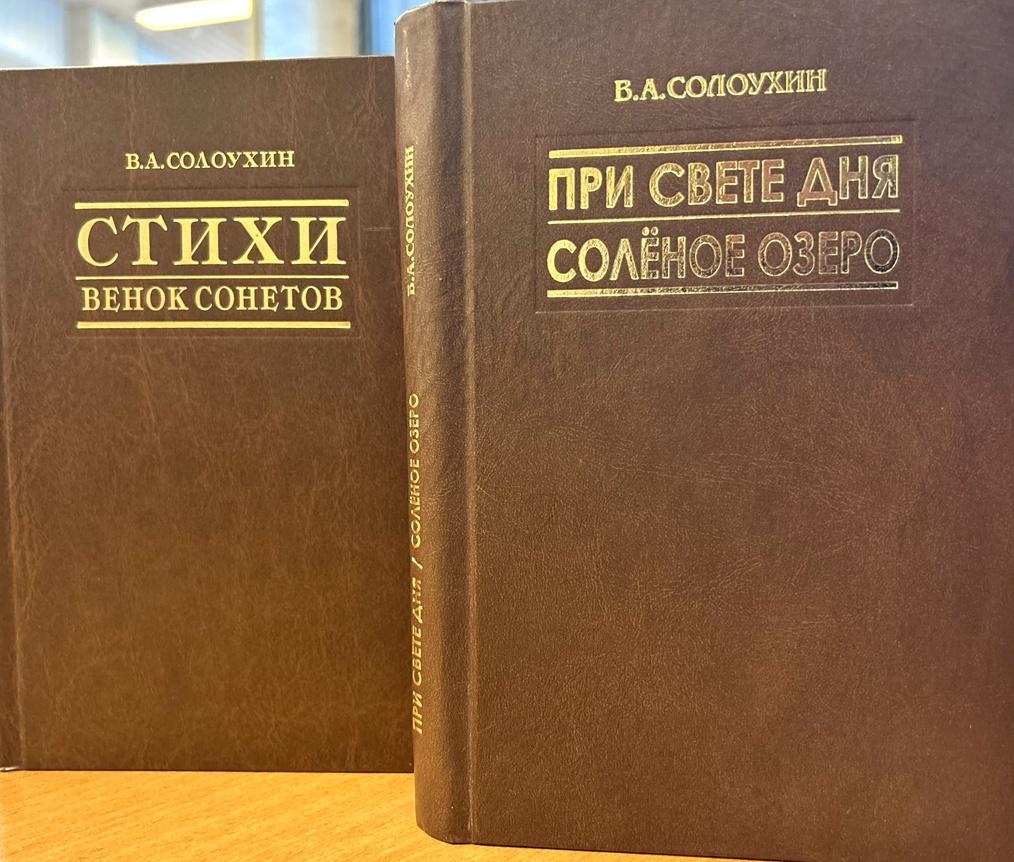 В.А.СОЛОУХИН
СТИХИ
ВЕНОК СОНЕТОВ
В.А.СОЛОУХИН
ПРИ СВЕТЕ ДНЯ / СОЛЁНОЕ ОЗЕРО
В.А.СОЛОУХИН
ПРИ СВЕТЕ ДНЯ
СОЛЁНОЕ ОЗЕРО